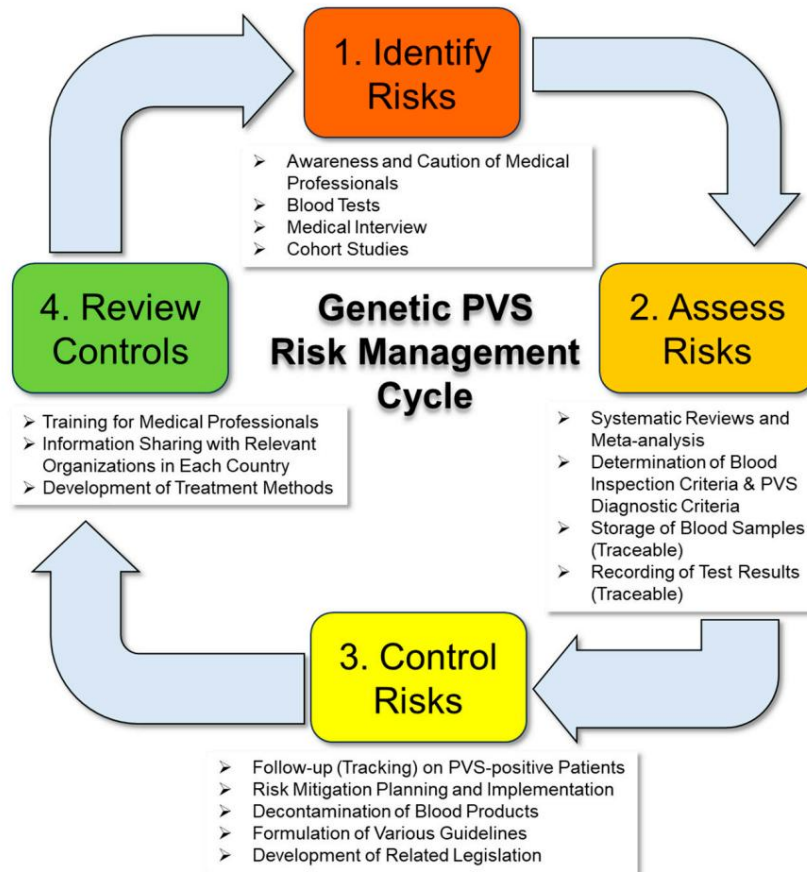 1. Identify
Risks
➢ Awareness and Caution of Medical
Professionals
➢ Blood Tests
➢ Medical Interview
➢ Cohort Studies
4. Review
Controls
Genetic PVS
Risk Management
Cycle
2. Assess
Risks
➢ Training for Medical Professionals
➢ Information Sharing with Relevant
Organizations in Each Country
➢ Development of Treatment Methods
➢ Systematic Reviews and
Meta-analysis
➢ Determination of Blood
Inspection Criteria & PVS
Diagnostic Criteria
➢ Storage of Blood Samples
(Traceable)
➢ Recording of Test Results
(Traceable)
3. Control
Risks
➢ Follow-up (Tracking) on PVS-positive Patients
➢ Risk Mitigation Planning and Implementation
➢ Decontamination of Blood Products
➢ Formulation of Various Guidelines
➢ Development of Related Legislation